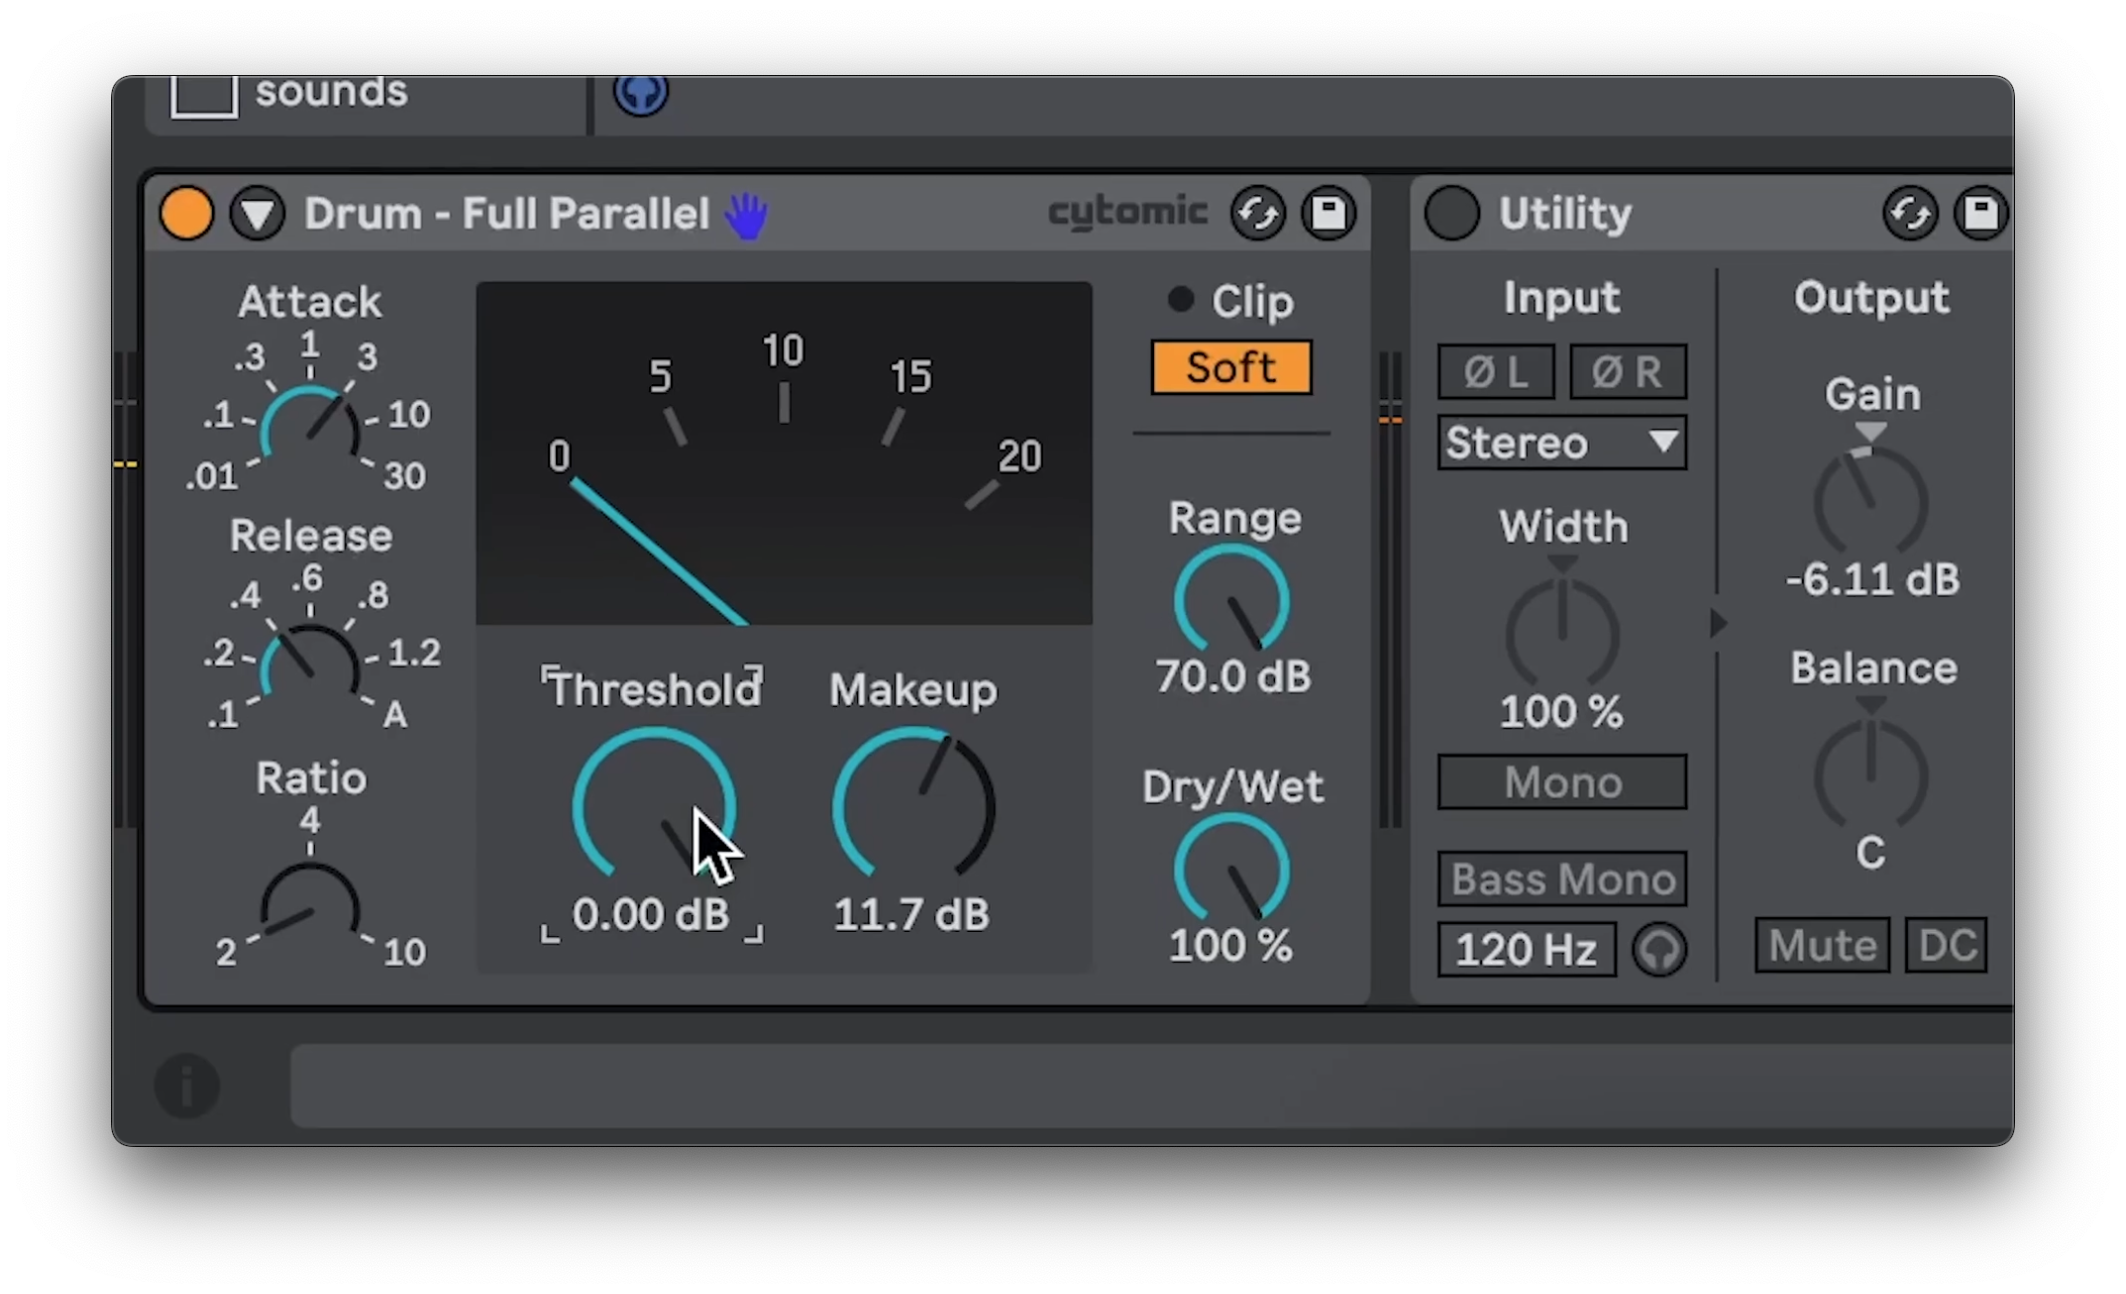 sounds
Drum - Full Parallel
cytomic
Attack
.01
.1
.3
1
3
10
30
Release
.1
.2
.4
.6
.8
1.2
A
Ratio
2
4
10
0
5
10
15
20
Threshold
0.00 dB
Makeup
11.7 dB
Clip
Soft
Range
70.0 dB
Dry/Wet
100 %
Utility
Input
Ø L
Ø R
Stereo
Width
100 %
Mono
Bass Mono
120 Hz
Output
Gain
-6.11 dB
Balance
C
Mute
DC
i